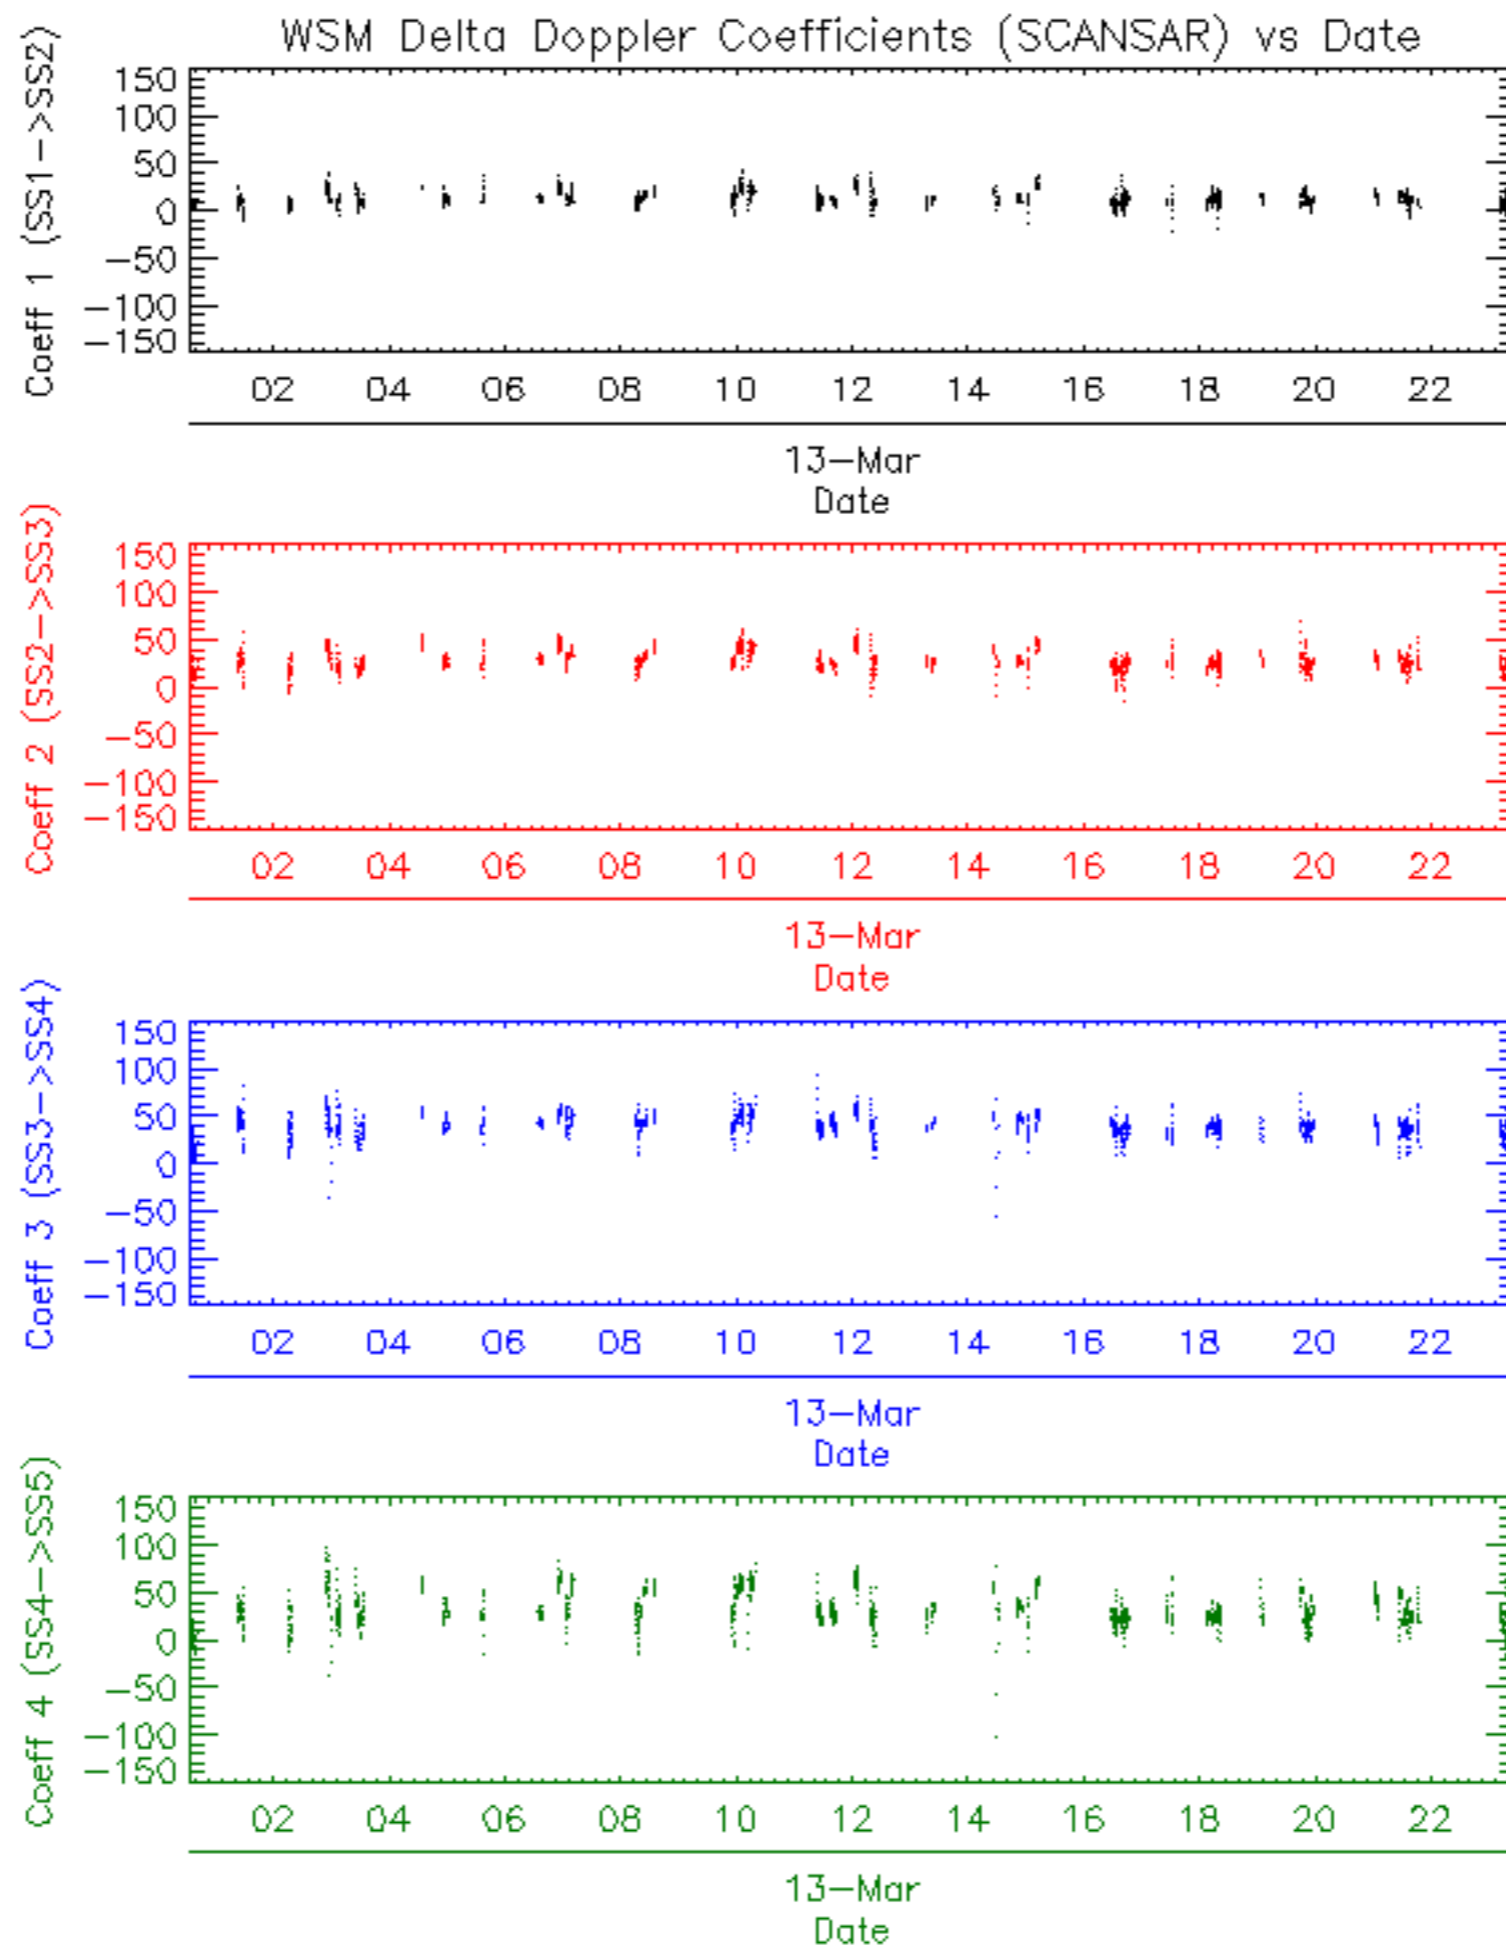 WSM Delta Doppler Coefficients (SCANSAR) vs Date
Coeff 1 (SS1->SS2)
150
100
50
0
-50
-100
-150
02 04 06 08 10 12 14 16 18 20 22
13-Mar
Date
Coeff 2 (SS2->SS3)
150
100
50
0
-50
-100
-150
02 04 06 08 10 12 14 16 18 20 22
13-Mar
Date
Coeff 3 (SS3->SS4)
150
100
50
0
-50
-100
-150
02 04 06 08 10 12 14 16 18 20 22
13-Mar
Date
Coeff 4 (SS4->SS5)
150
100
50
0
-50
-100
-150
02 04 06 08 10 12 14 16 18 20 22
13-Mar
Date